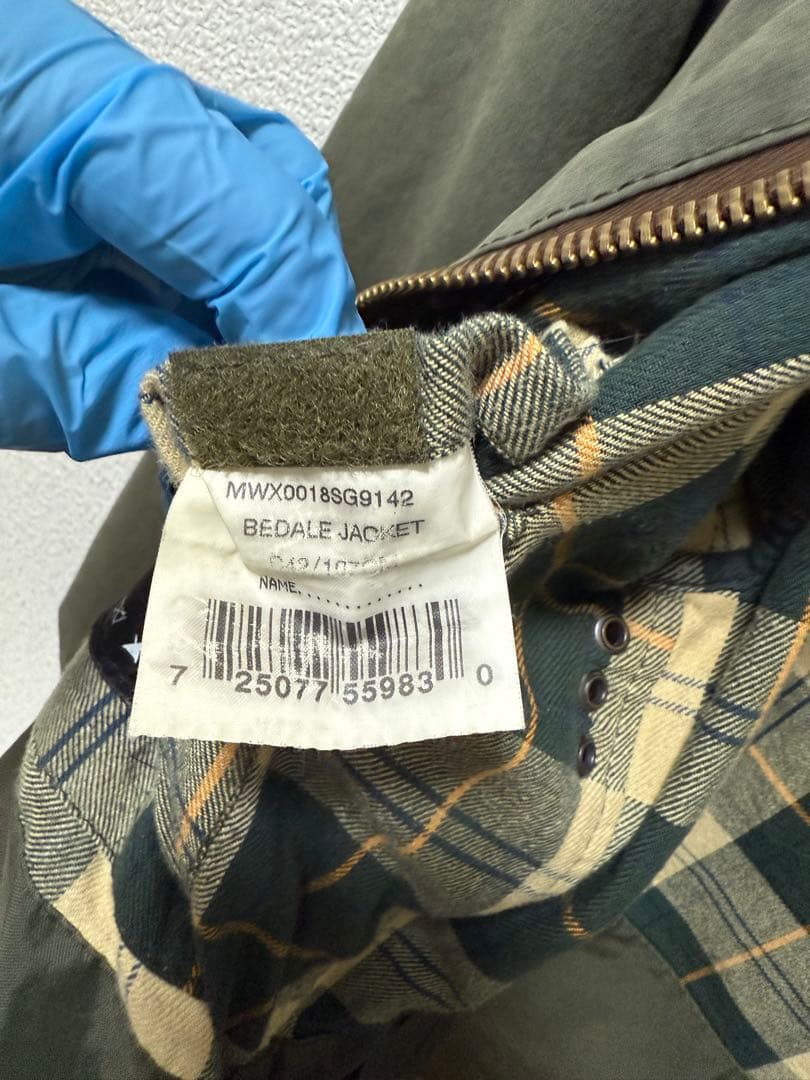 MWX0018SG9142
BEDALE JACKET
NAME..............
7 25077 55983 0